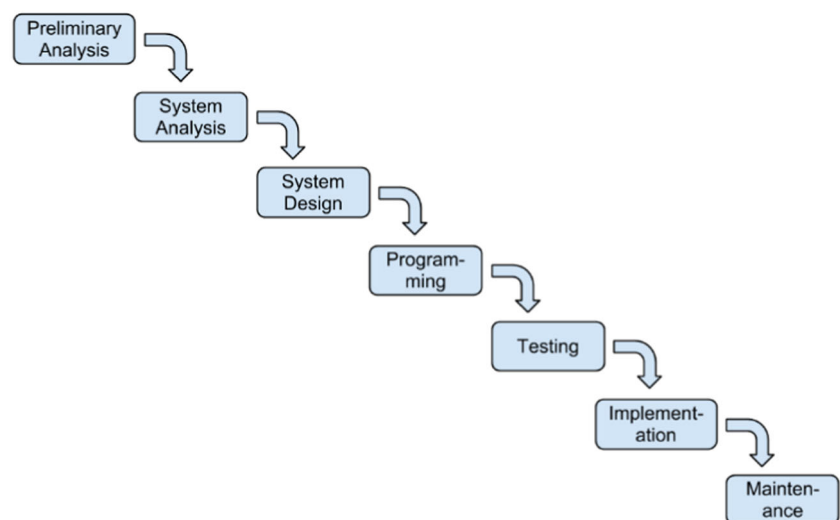 Preliminary
Analysis
System
Analysis
System
Design
Program-
ming
Testing
Implement-
ation
Mainten-
ance